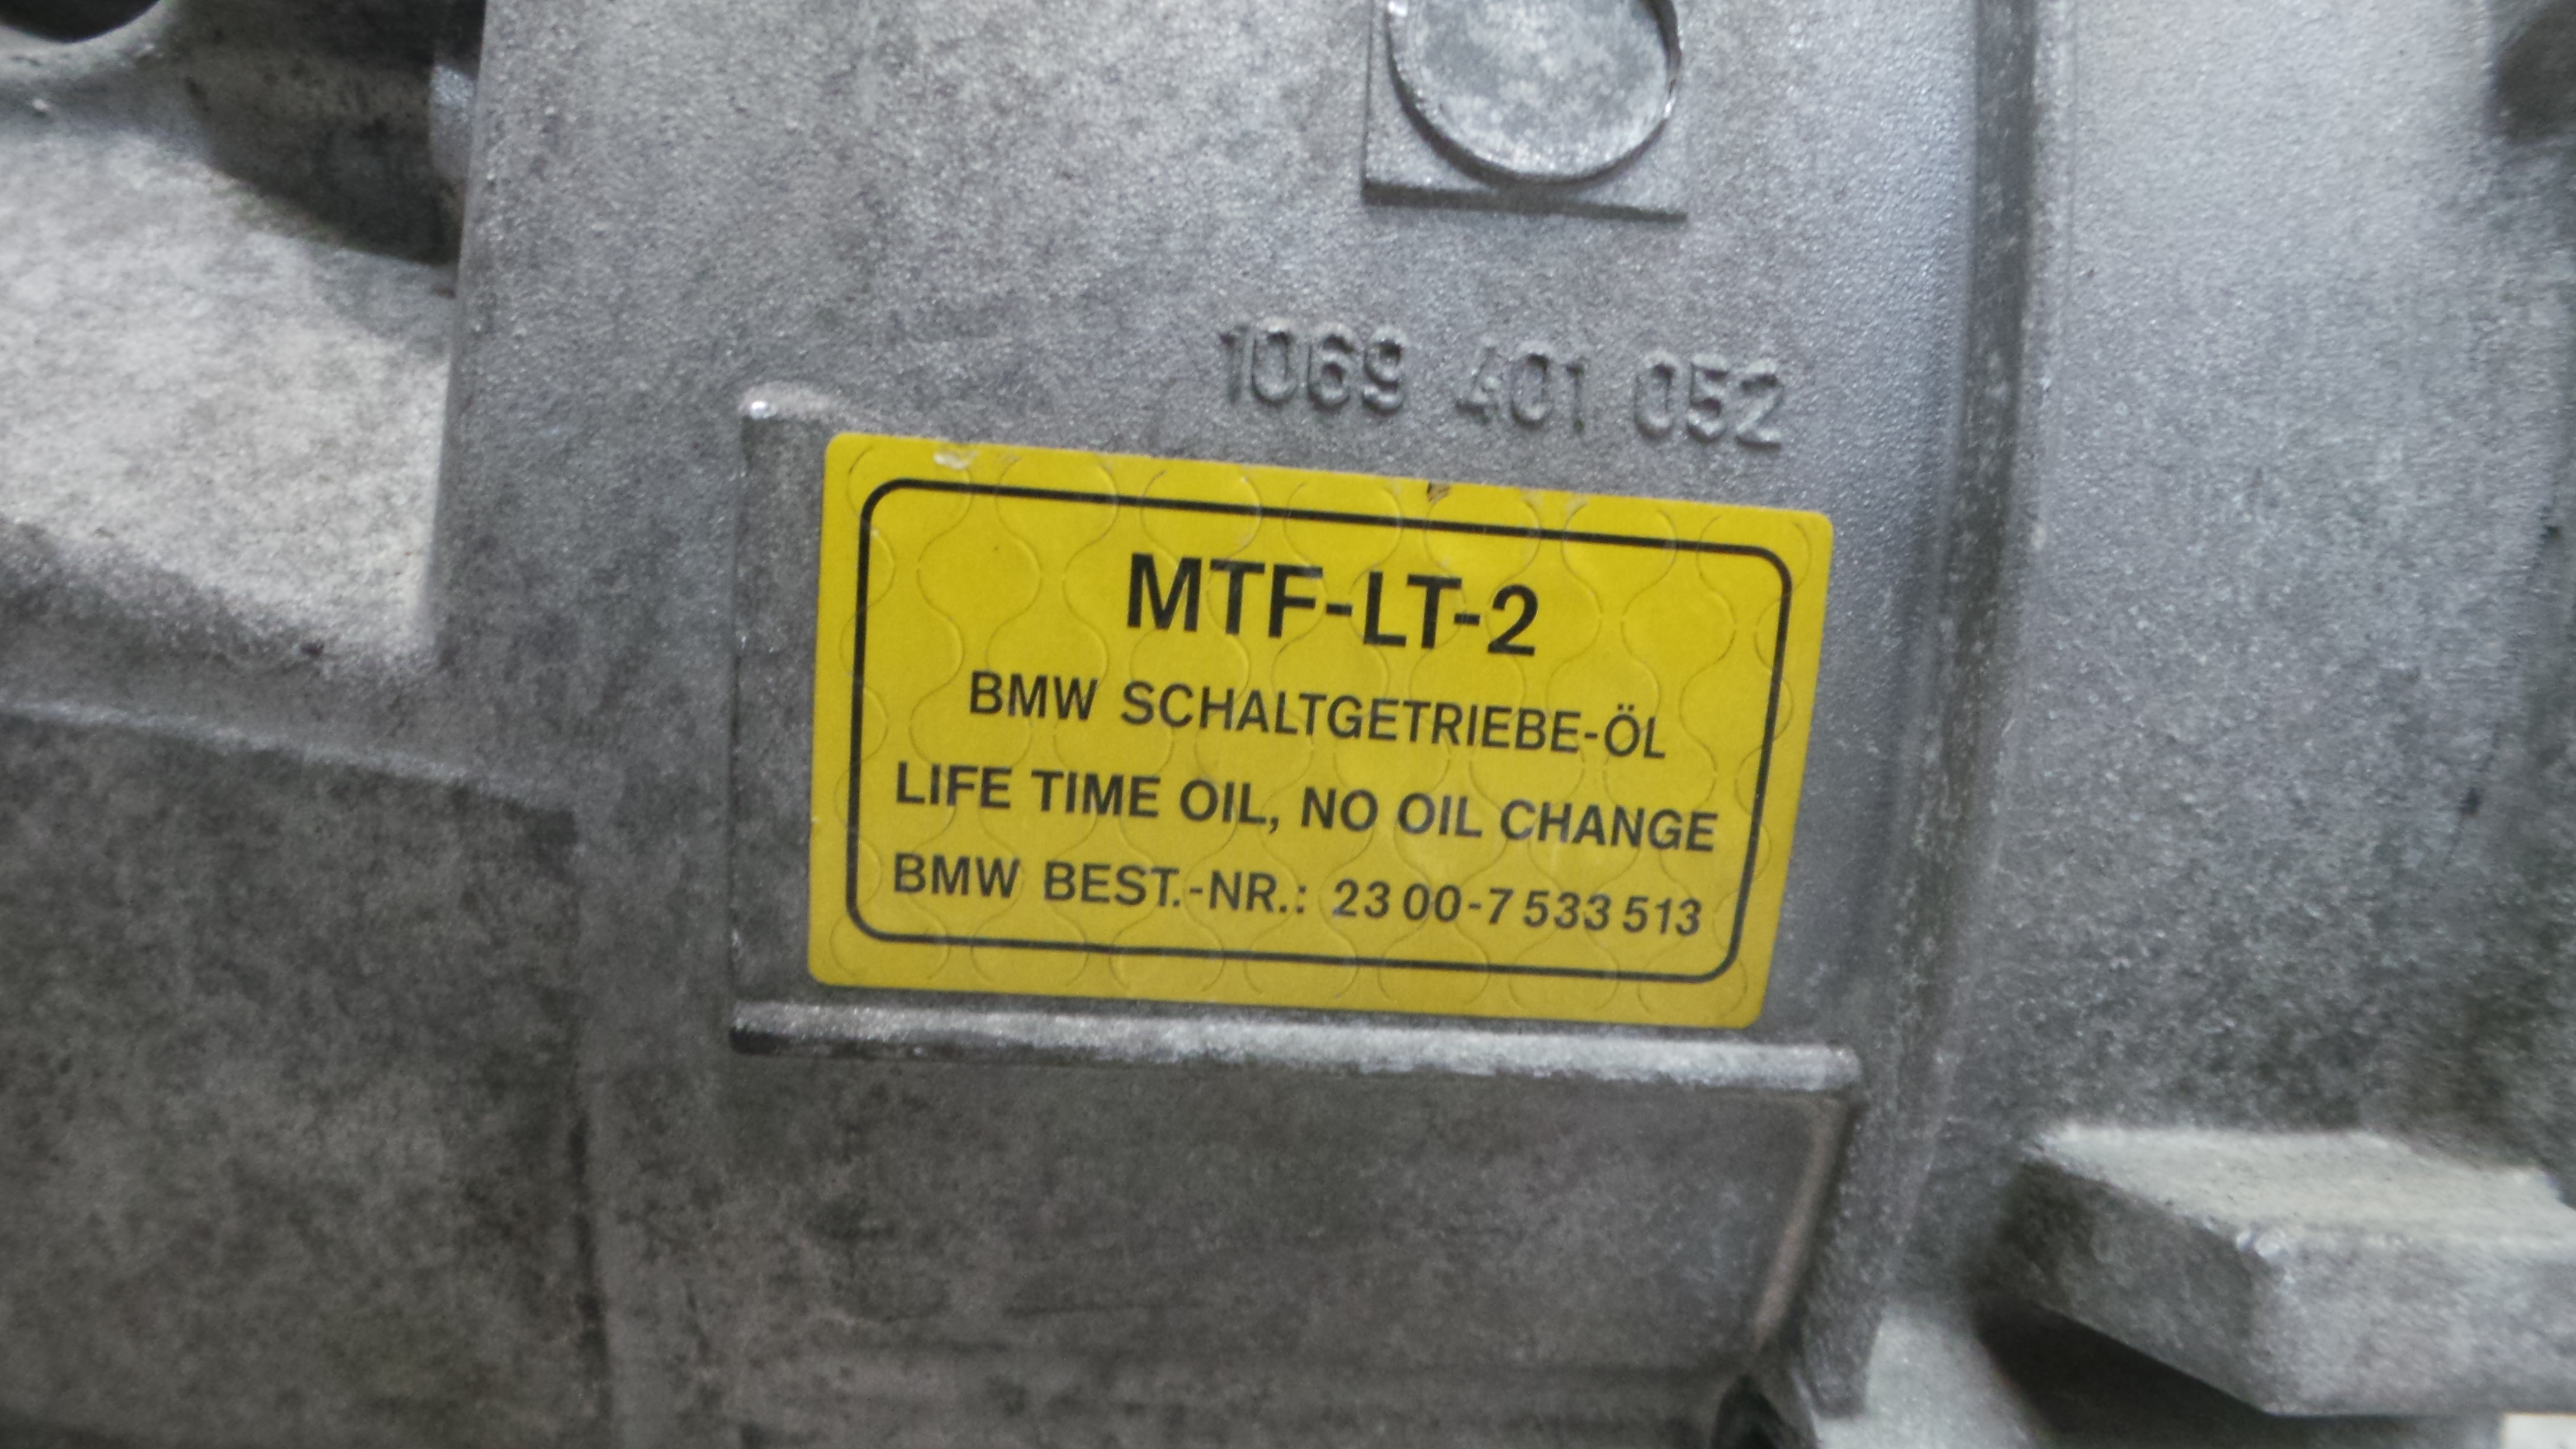 1069 401 052
MTF-LT-2
BMW SCHALTGETRIEBE-ÖL
LIFE TIME OIL, NO OIL CHANGE
BMW BEST.-NR.: 23 00-7 533 513